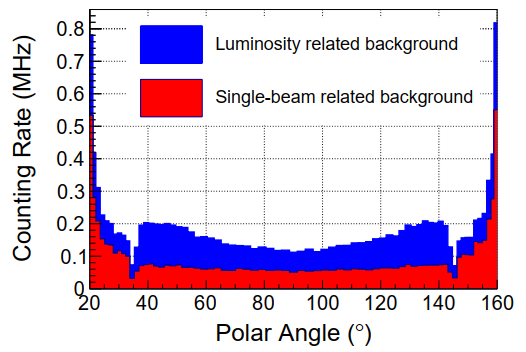 Counting Rate (MHz)
0.8
0.7
0.6
0.5
0.4
0.3
0.2
0.1
0
Luminosity related background
Single-beam related background
20 40 60 80 100 120 140 160
Polar Angle (°)